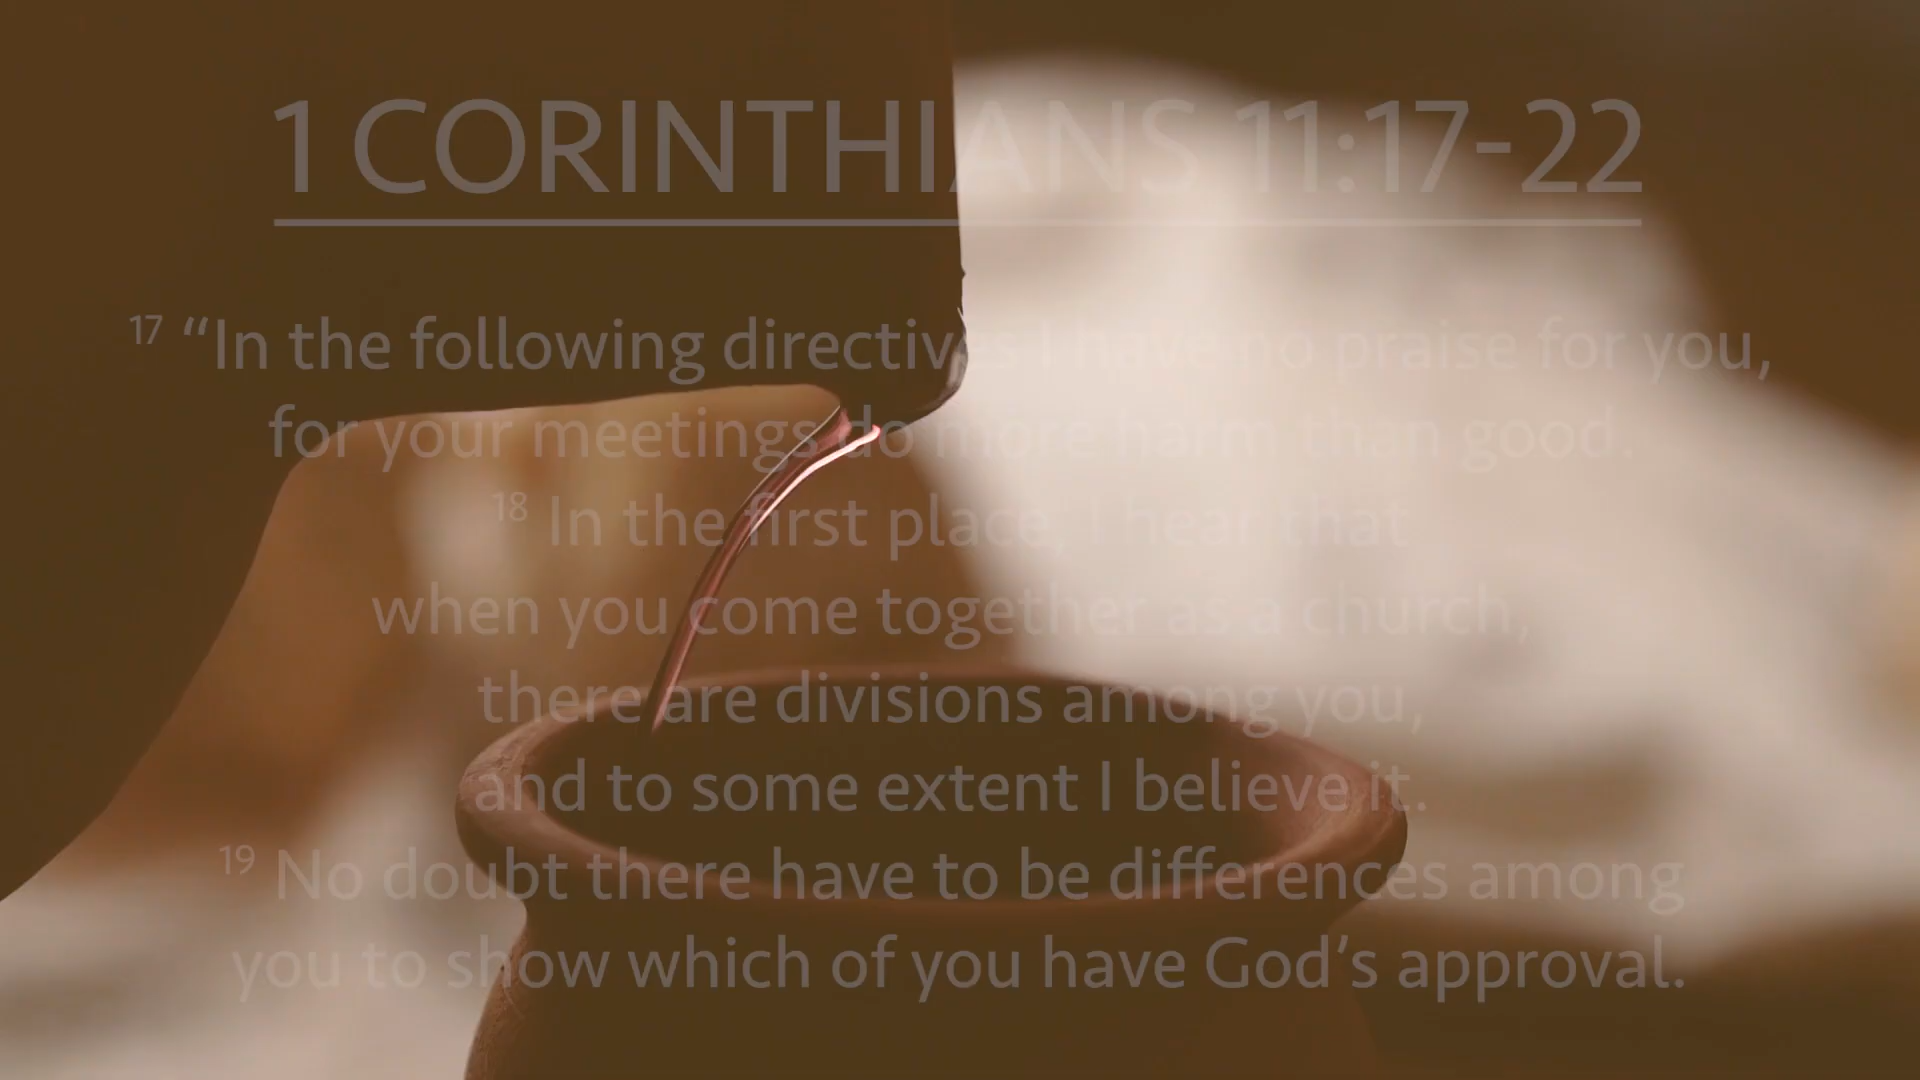 1 CORINTHIANS 11:17-22
17 “In the following directives I have no praise for you,
for your meetings do more harm than good.
18 In the first place, I hear that
when you come together as a church,
there are divisions among you,
and to some extent I believe it.
19 No doubt there have to be differences among
you to show which of you have God’s approval.